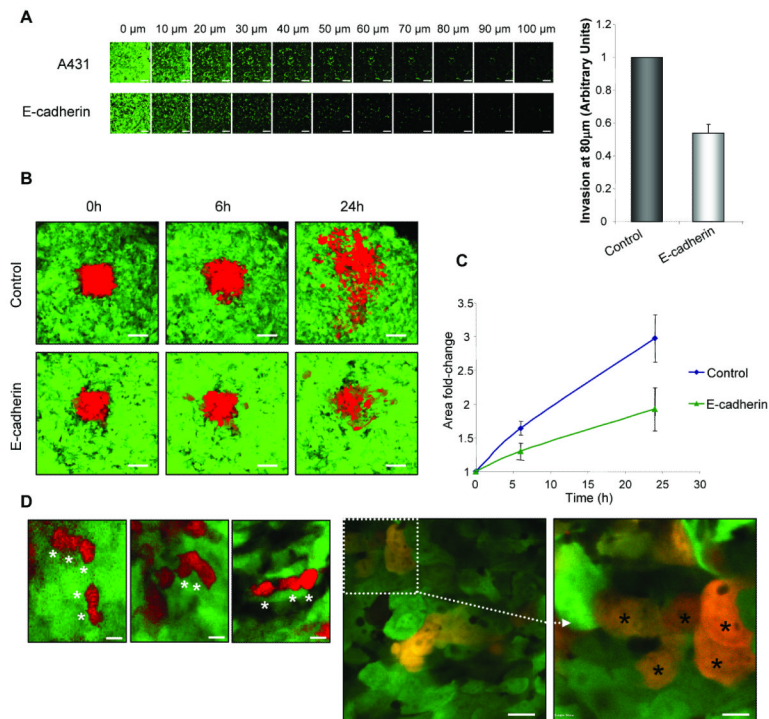 A
0 µm 10 µm 20 µm 30 µm 40 µm 50 µm 60 µm 70 µm 80 µm 90 µm 100 µm
A431
E-cadherin
Invasion at 80µm (Arbitrary Units)
1.2
1
0.8
0.6
0.4
0.2
0
Control
E-cadherin
B
0h 6h 24h
Control
E-cadherin
C
Area fold-change
3.5
3
2.5
2
1.5
1
0 5 10 15 20 25 30
Time (h)
Control
E-cadherin
D
* * * * *
* *
* * *
* * * * *